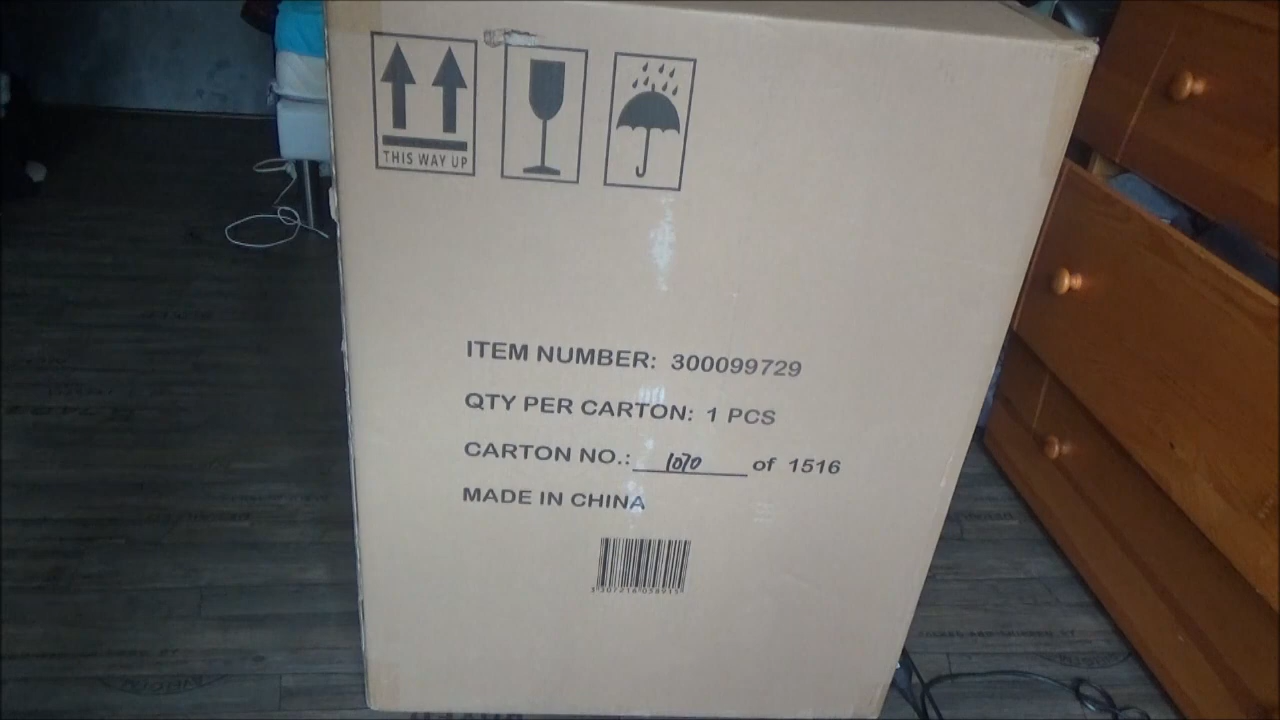 THIS WAY UP
ITEM NUMBER: 300099729
QTY PER CARTON: 1 PCS
CARTON NO.: 1070 of 1516
MADE IN CHINA